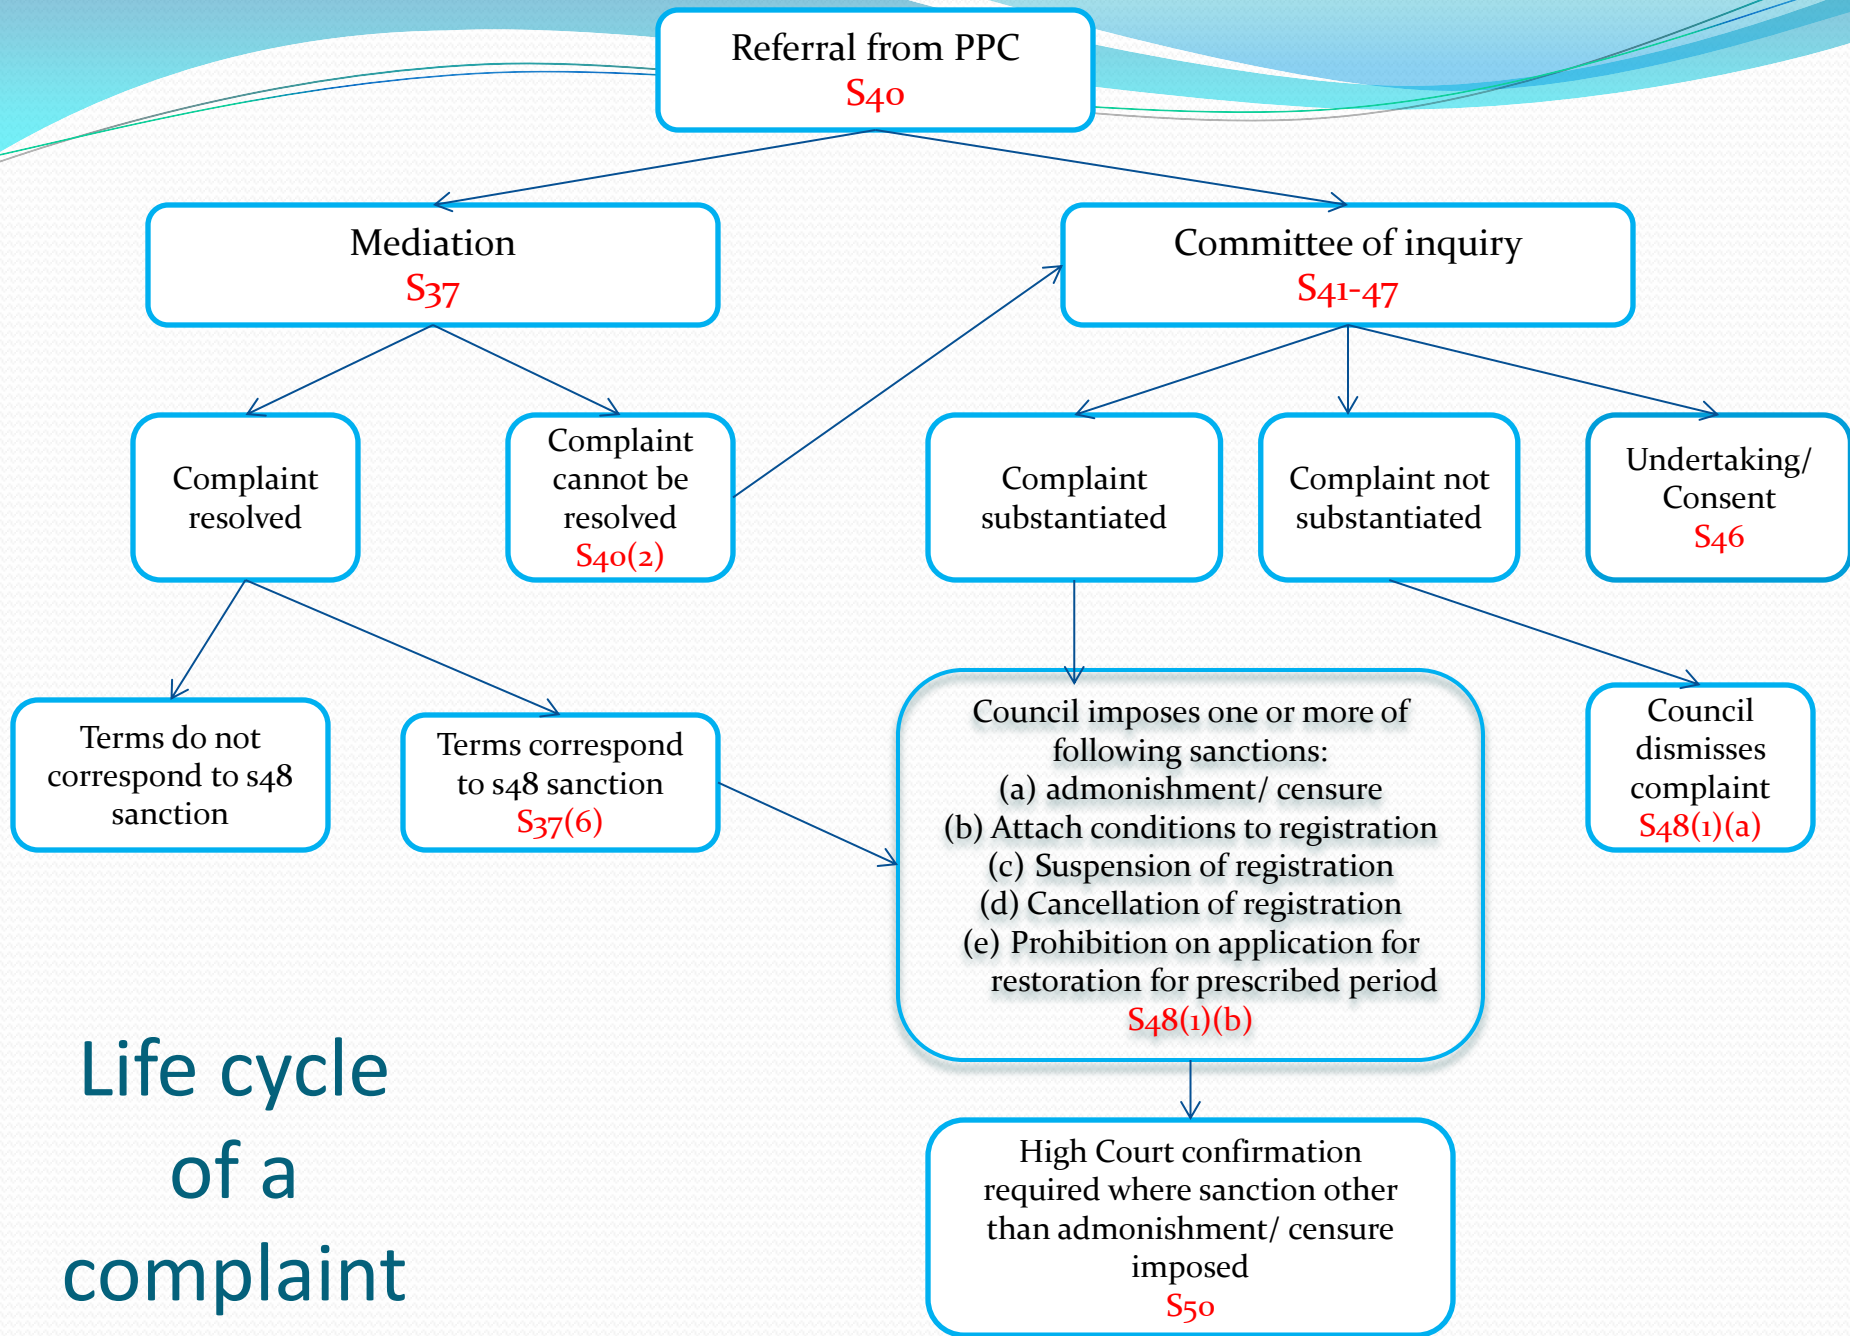 Referral from PPC
S40
Mediation
S37
Committee of inquiry
S41-47
Complaint
resolved
Complaint
cannot be
resolved
S40(2)
Complaint
substantiated
Complaint not
substantiated
Undertaking/
Consent
S46
Terms do not
correspond to s48
sanction
Terms correspond
to s48 sanction
S37(6)
Council imposes one or more of
following sanctions:
(a) admonishment/ censure
(b) Attach conditions to registration
(c) Suspension of registration
(d) Cancellation of registration
(e) Prohibition on application for
restoration for prescribed period
S48(1)(b)
Council
dismisses
complaint
S48(1)(a)
High Court confirmation
required where sanction other
than admonishment/ censure
imposed
S50
Life cycle
of a
complaint